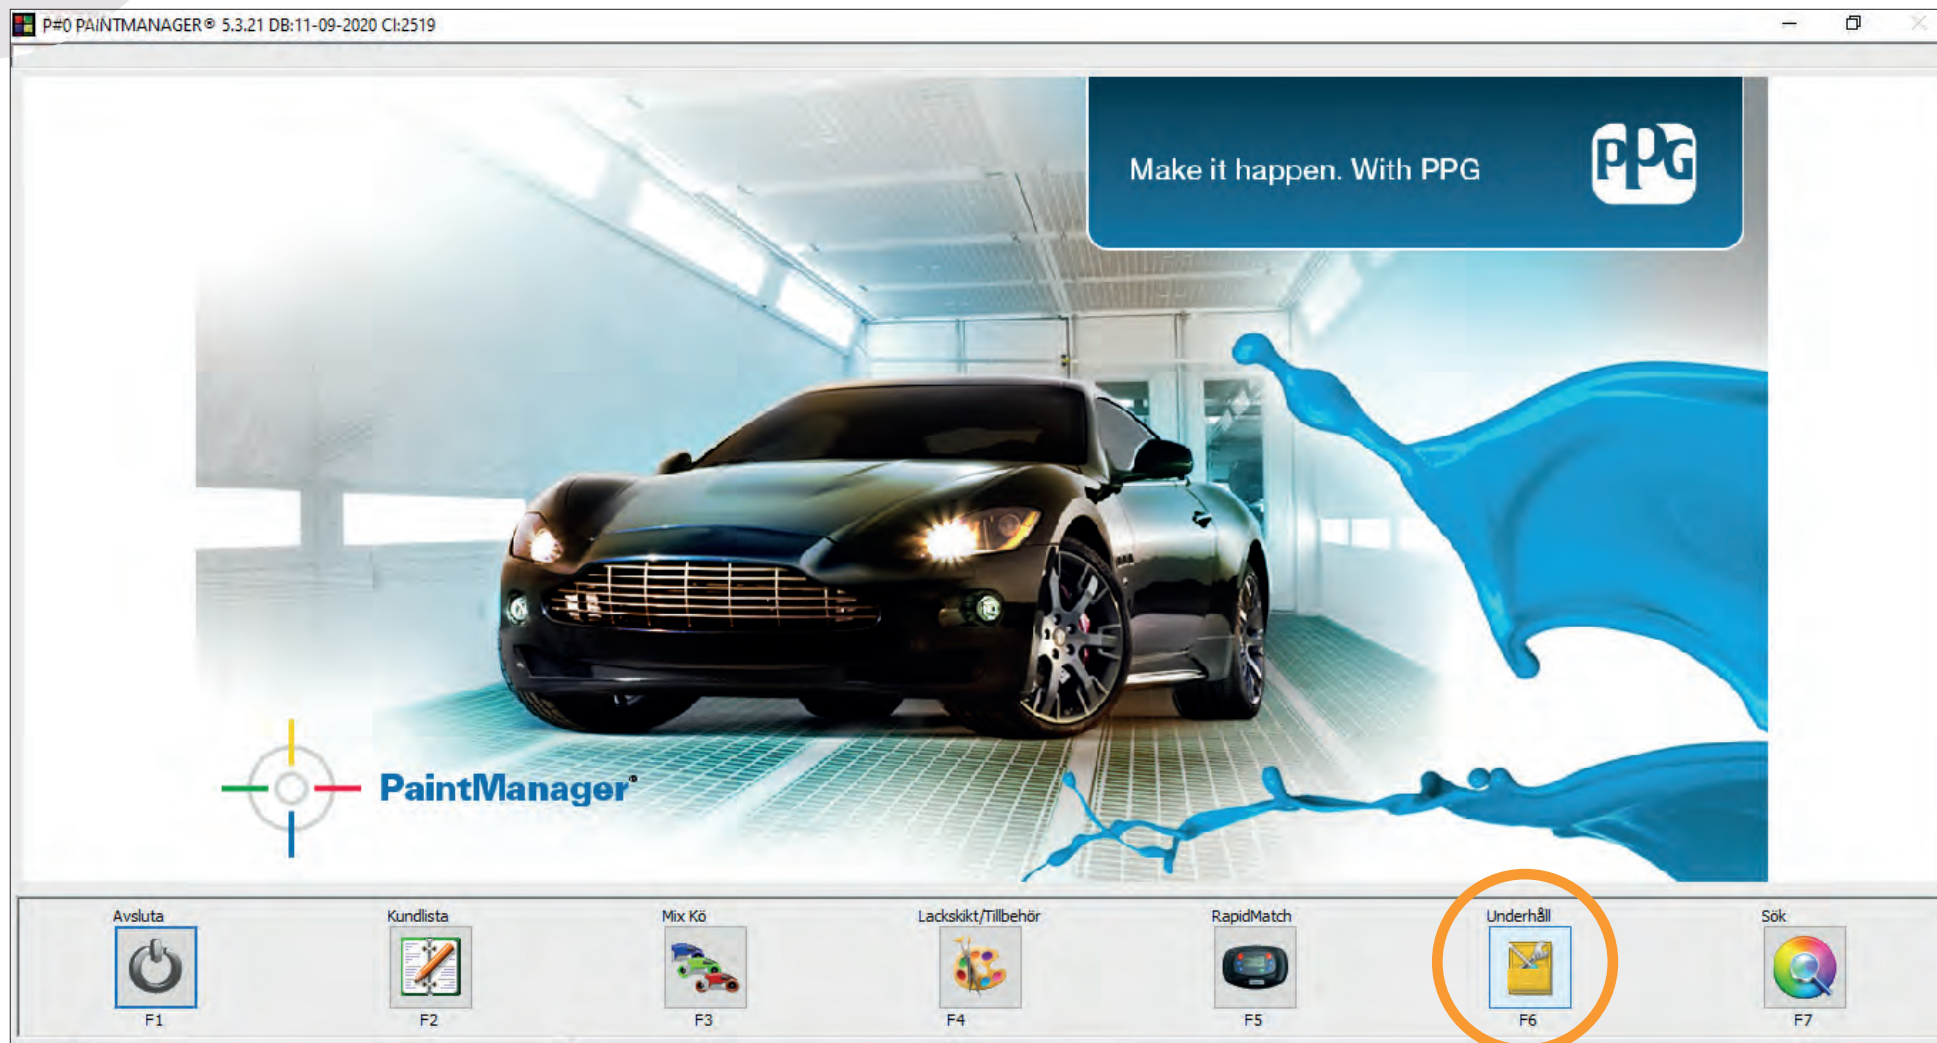 P#0 PAINTMANAGER® 5.3.21 DB:11-09-2020 CI:2519
Make it happen. With PPG
PPG
PaintManager®
Avsluta
Kundlista
Mix Kö
Lackskikt/Tillbehör
RapidMatch
Underhåll
Sök
F1
F2
F3
F4
F5
F6
F7